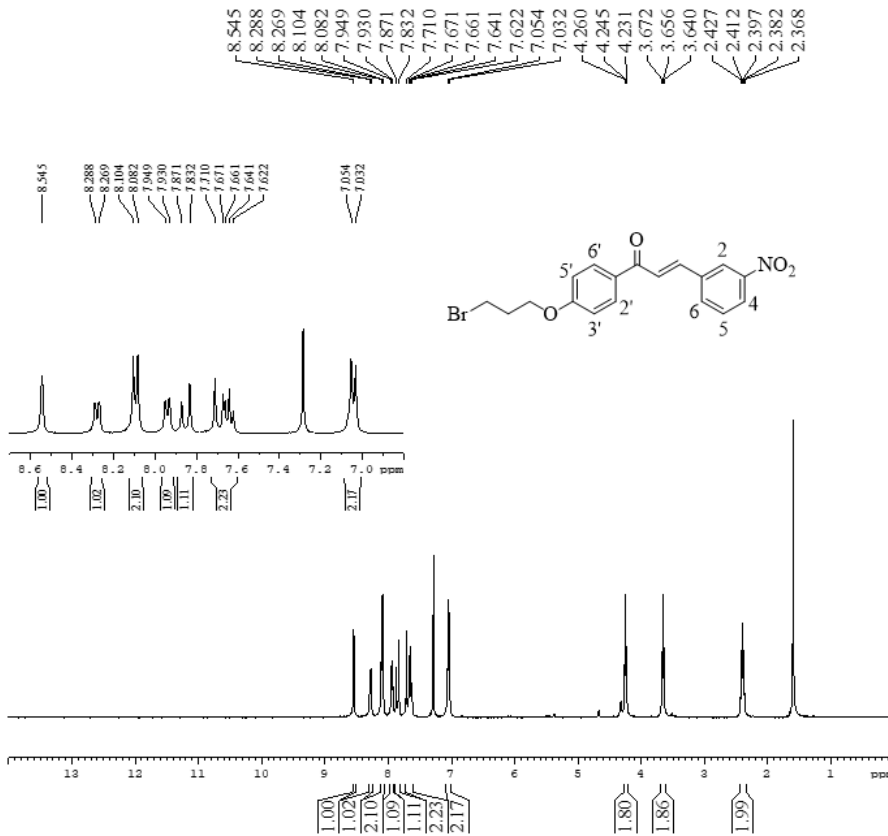 8.545 8.288 8.269 8.104 8.082 7.949 7.930 7.871 7.832 7.710 7.671 7.661 7.641 7.622 7.054 7.032 4.260 4.245 4.231 3.672 3.656 3.640 2.427 2.412 2.397 2.382 2.368
8.545 8.288 8.269 8.104 8.082 7.949 7.930 7.871 7.832 7.710 7.671 7.661 7.641 7.622 7.054 7.032
O
6' 2 NO2
5'
Br O 2' 6 4
3' 5
8.6 8.4 8.2 8.0 7.8 7.6 7.4 7.2 7.0 ppm
1.00 1.02 2.10 1.09 1.11 2.23 2.17
13 12 11 10 9 8 7 6 5 4 3 2 1 pp
1.00 1.02 2.10 1.09 1.11 2.23 2.17 1.80 1.86 1.99